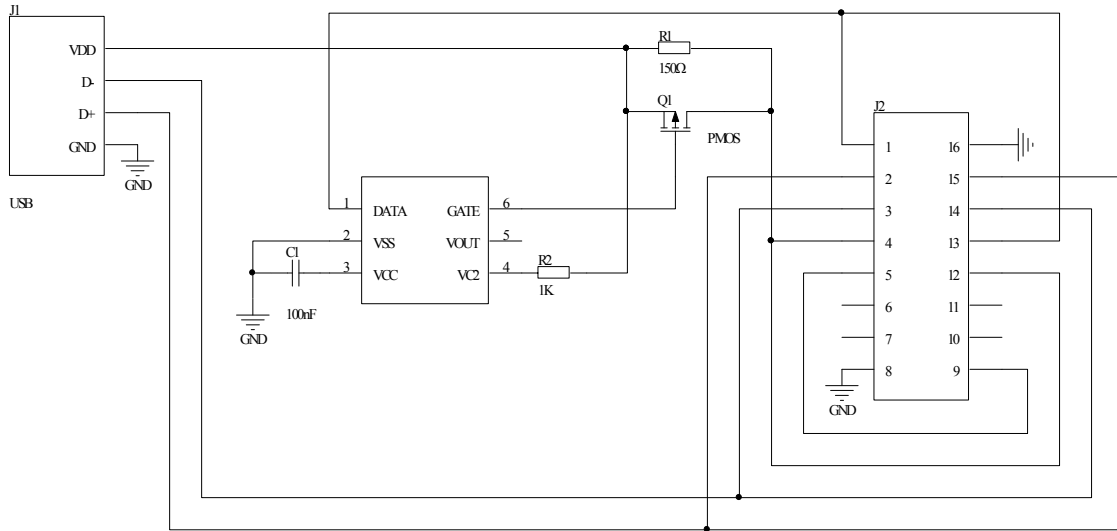 J1
VDD
D-
D+
GND
GND
USB
R1
150Ω
Q1
PMOS
1 DATA GATE 6
2 VSS VOUT 5
3 VCC VC2 4
C1
100nF
GND
R2
1K
J2
1 16
2 15
3 14
4 13
5 12
6 11
7 10
8 9
GND